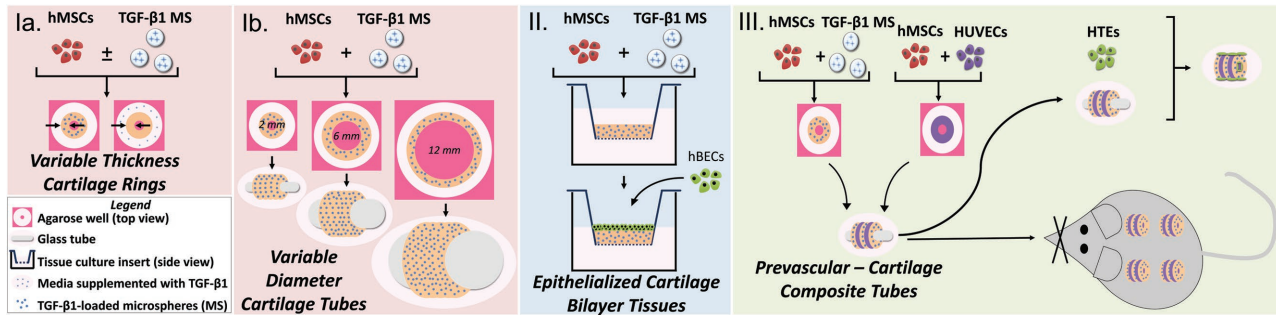 Ia.
hMSCs
TGF-β1 MS
±
Variable Thickness
Cartilage Rings
Legend
Agarose well (top view)
Glass tube
Tissue culture insert (side view)
Media supplemented with TGF-β1
TGF-β1-loaded microspheres (MS)
Ib.
hMSCs
TGF-β1 MS
+
2 mm
6 mm
12 mm
Variable
Diameter
Cartilage Tubes
II.
hMSCs
TGF-β1 MS
+
hBECs
Epithelialized Cartilage
Bilayer Tissues
III.
hMSCs
TGF-β1 MS
+
hMSCs
HUVECs
+
HTEs
Prevascular – Cartilage
Composite Tubes